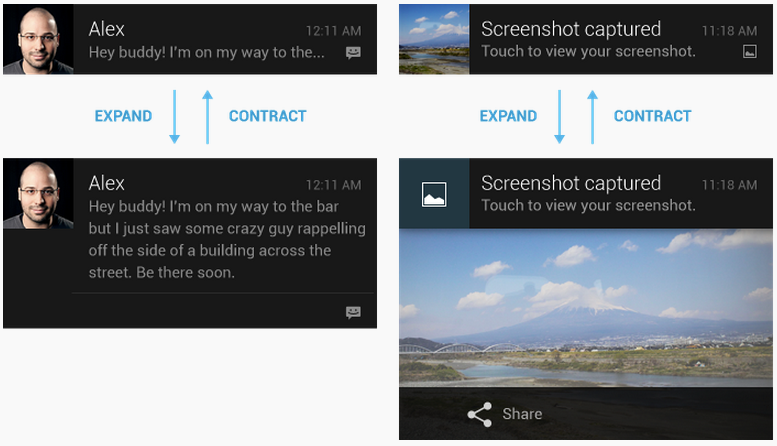 Alex
12:11 AM
Hey buddy! I'm on my way to the...
EXPAND
CONTRACT
Alex
12:11 AM
Hey buddy! I'm on my way to the bar
but I just saw some crazy guy rappelling
off the side of a building across the
street. Be there soon.
Screenshot captured
11:18 AM
Touch to view your screenshot.
EXPAND
CONTRACT
Screenshot captured
11:18 AM
Touch to view your screenshot.
Share